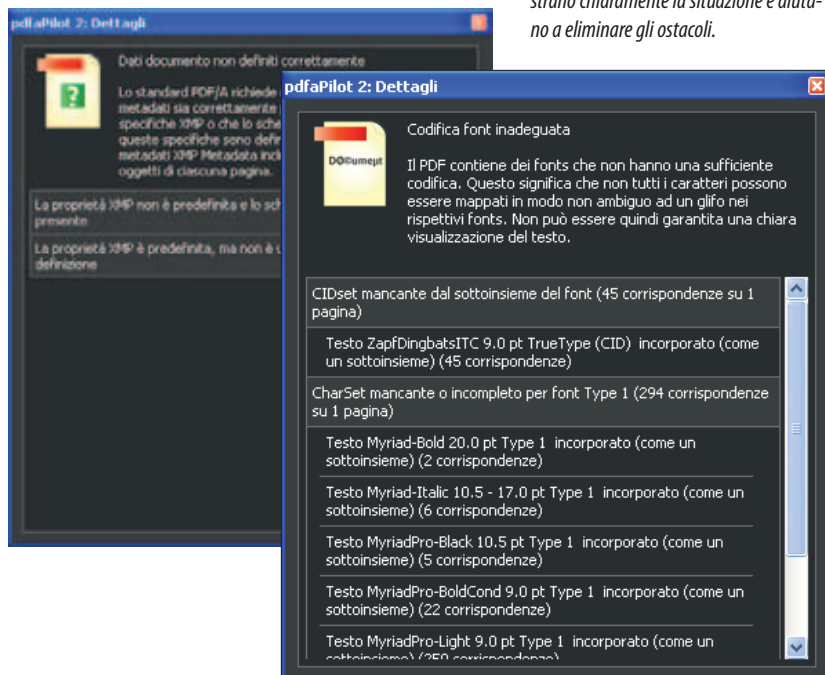 strano chiaramente la situazione e aiuta-
no a eliminare gli ostacoli.
pdfaPilot 2: Dettagli
Dati documento non definiti correttamente
Lo standard PDF/A richiede
metadati sia correttamente
specifiche XMP o che lo sche
queste specifiche sono defin
metadati XMP Metadata incl
oggetti di ciascuna pagina.
La proprietà XMP non è predefinita e lo sch
presente
La proprietà XMP è predefinita, ma non è u
definizione
pdfaPilot 2: Dettagli
DØ©umeρt
Codifica font inadeguata
Il PDF contiene dei fonts che non hanno una sufficiente
codifica. Questo significa che non tutti i caratteri possono
essere mappati in modo non ambiguo ad un glifo nei
rispettivi fonts. Non può essere quindi garantita una chiara
visualizzazione del testo.
CIDset mancante dal sottoinsieme del font (45 corrispondenze su 1
pagina)
Testo ZapfDingbatsITC 9.0 pt TrueType (CID) incorporato (come
un sottoinsieme) (45 corrispondenze)
CharSet mancante o incompleto per font Type 1 (294 corrispondenze
su 1 pagina)
Testo Myriad-Bold 20.0 pt Type 1 incorporato (come un
sottoinsieme) (2 corrispondenze)
Testo Myriad-Italic 10.5 - 17.0 pt Type 1 incorporato (come un
sottoinsieme) (6 corrispondenze)
Testo MyriadPro-Black 10.5 pt Type 1 incorporato (come un
sottoinsieme) (5 corrispondenze)
Testo MyriadPro-BoldCond 9.0 pt Type 1 incorporato (come un
sottoinsieme) (22 corrispondenze)
Testo MyriadPro-Light 9.0 pt Type 1 incorporato (come un
sottoinsieme) (259 corrispondenze)